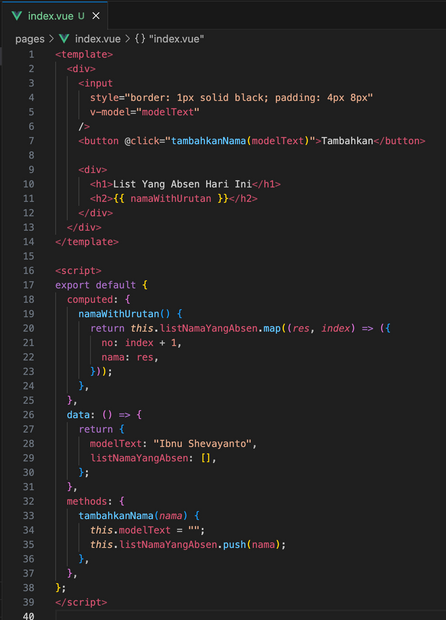 index.vue U ×
pages > index.vue > {} "index.vue"
1 <template>
2 <div>
3 <input
4 style="border: 1px solid black; padding: 4px 8px"
5 v-model="modelText"
6 />
7 <button @click="tambahkanNama(modelText)">Tambahkan</button>
8
9 <div>
10 <h1>List Yang Absen Hari Ini</h1>
11 <h2>{{ namaWithUrutan }}</h2>
12 </div>
13 </div>
14 </template>
15
16 <script>
17 export default {
18 computed: {
19 namaWithUrutan() {
20 return this.listNamaYangAbsen.map((res, index) => ({
21 no: index + 1,
22 nama: res,
23 }));
24 },
25 },
26 data: () => {
27 return {
28 modelText: "Ibnu Shevayanto",
29 listNamaYangAbsen: [],
30 };
31 },
32 methods: {
33 tambahkanNama(nama) {
34 this.modelText = "";
35 this.listNamaYangAbsen.push(nama);
36 },
37 },
38 };
39 </script>
40